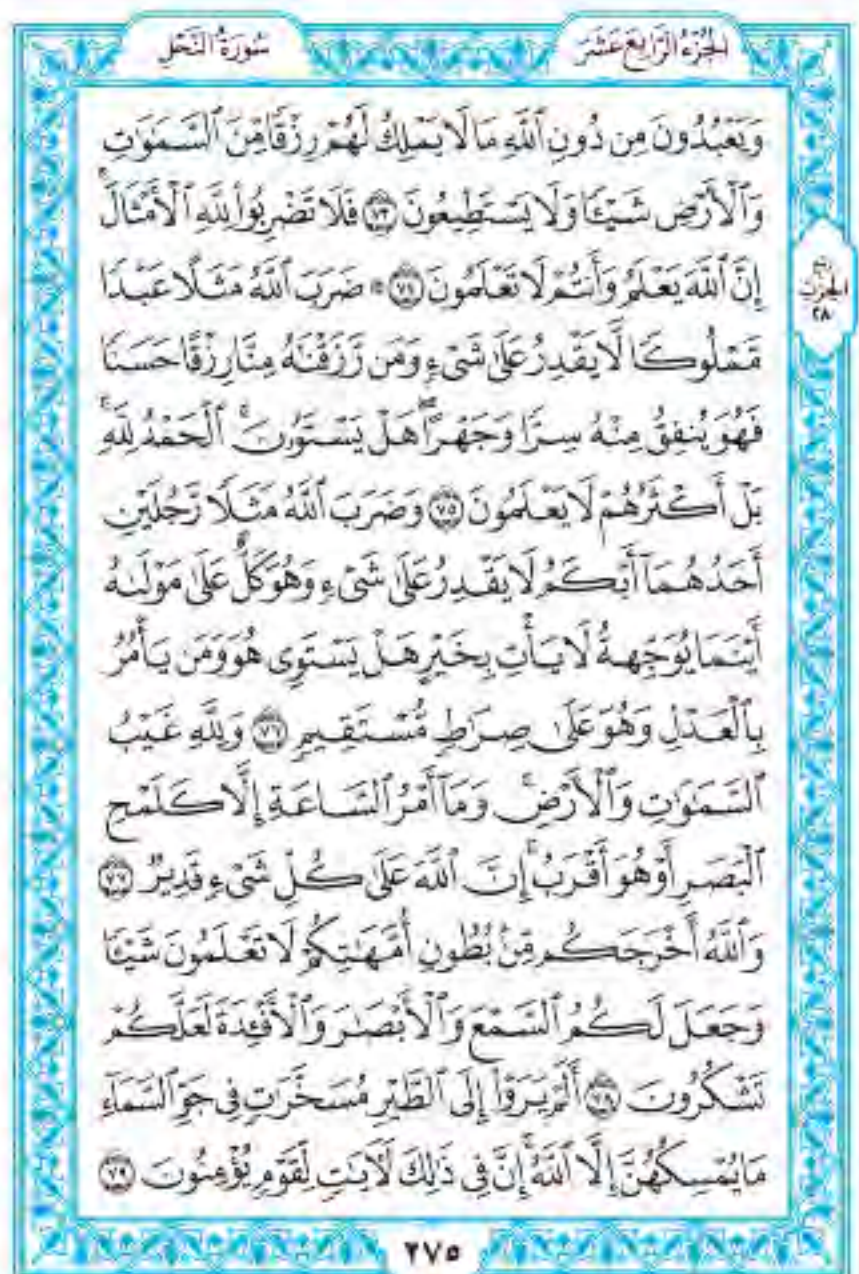 الجزء الرابع عشر
سورة النحل
وَيَعْبُدُونَ مِن دُونِ ٱللَّهِ مَا لَا يَمْلِكُ لَهُمْ رِزْقًا مِّنَ ٱلسَّمَٰوَٰتِ
وَٱلْأَرْضِ شَيْـًٔا وَلَا يَسْتَطِيعُونَ ٧٣ فَلَا تَضْرِبُوا۟ لِلَّهِ ٱلْأَمْثَالَ ۚ
إِنَّ ٱللَّهَ يَعْلَمُ وَأَنتُمْ لَا تَعْلَمُونَ ٧٤ ۞ ضَرَبَ ٱللَّهُ مَثَلًا عَبْدًا
الحزب
٢٨
مَّمْلُوكًا لَّا يَقْدِرُ عَلَىٰ شَىْءٍ وَمَن رَّزَقْنَٰهُ مِنَّا رِزْقًا حَسَنًا
فَهُوَ يُنفِقُ مِنْهُ سِرًّا وَجَهْرًا ۖ هَلْ يَسْتَوُۥنَ ۚ ٱلْحَمْدُ لِلَّهِ ۚ
بَلْ أَكْثَرُهُمْ لَا يَعْلَمُونَ ٧٥ وَضَرَبَ ٱللَّهُ مَثَلًا رَّجُلَيْنِ
أَحَدُهُمَآ أَبْكَمُ لَا يَقْدِرُ عَلَىٰ شَىْءٍ وَهُوَ كَلٌّ عَلَىٰ مَوْلَىٰهُ
أَيْنَمَا يُوَجِّههُّ لَا يَأْتِ بِخَيْرٍ هَلْ يَسْتَوِى هُوَ وَمَن يَأْمُرُ
بِٱلْعَدْلِ وَهُوَ عَلَىٰ صِرَٰطٍ مُّسْتَقِيمٍ ٧٦ وَلِلَّهِ غَيْبُ
ٱلسَّمَٰوَٰتِ وَٱلْأَرْضِ ۚ وَمَآ أَمْرُ ٱلسَّاعَةِ إِلَّا كَلَمْحِ
ٱلْبَصَرِ أَوْ هُوَ أَقْرَبُ ۚ إِنَّ ٱللَّهَ عَلَىٰ كُلِّ شَىْءٍ قَدِيرٌ ٧٧
وَٱللَّهُ أَخْرَجَكُم مِّنۢ بُطُونِ أُمَّهَٰتِكُمْ لَا تَعْلَمُونَ شَيْـًٔا
وَجَعَلَ لَكُمُ ٱلسَّمْعَ وَٱلْأَبْصَٰرَ وَٱلْأَفْـِٔدَةَ لَعَلَّكُمْ
تَشْكُرُونَ ٧٨ أَلَمْ يَرَوْا۟ إِلَى ٱلطَّيْرِ مُسَخَّرَٰتٍ فِى جَوِّ ٱلسَّمَآءِ
مَا يُمْسِكُهُنَّ إِلَّا ٱللَّهُ ۗ إِنَّ فِى ذَٰلِكَ لَءَايَٰتٍ لِّقَوْمٍ يُؤْمِنُونَ ٧٩
٢٧٥